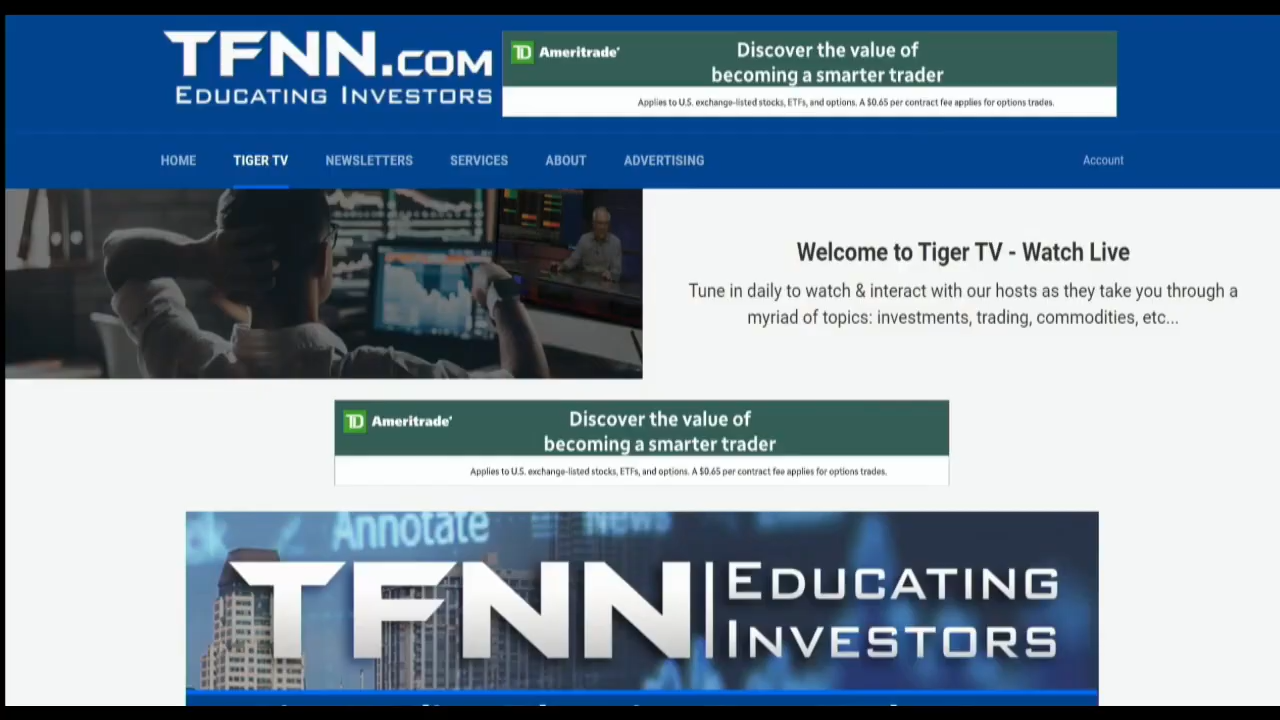 TFNN.COM
EDUCATING INVESTORS
TD Ameritrade
Discover the value of
becoming a smarter trader
Applies to U.S. exchange-listed stocks, ETFs, and options. A $0.65 per contract fee applies for options trades.
HOME TIGER TV NEWSLETTERS SERVICES ABOUT ADVERTISING Account
Welcome to Tiger TV - Watch Live
Tune in daily to watch & interact with our hosts as they take you through a
myriad of topics: investments, trading, commodities, etc...
TD Ameritrade
Discover the value of
becoming a smarter trader
Applies to U.S. exchange-listed stocks, ETFs, and options. A $0.65 per contract fee applies for options trades.
Annotate News
TFNN EDUCATING
INVESTORS